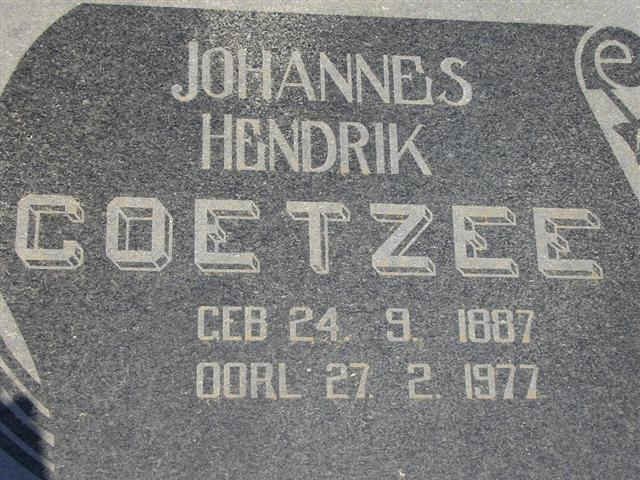 JOHANNES
HENDRIK
COETZEE
GEB 24. 9. 1887
OORL 27. 2. 1977